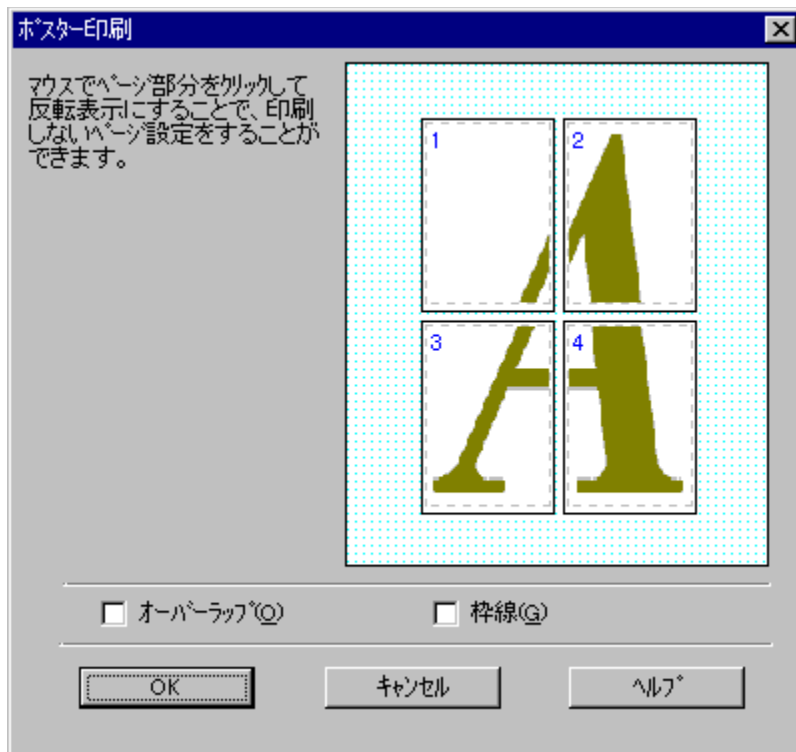 ﾎﾟｽﾀｰ印刷
ﾏｳｽでﾍﾟｰｼﾞ部分をｸﾘｯｸして
反転表示にすることで、印刷
しないﾍﾟｰｼﾞ設定をすることが
できます。
1
2
3
4
ｵｰﾊﾞｰﾗｯﾌﾟ(O)
枠線(G)
OK
ｷｬﾝｾﾙ
ﾍﾙﾌﾟ